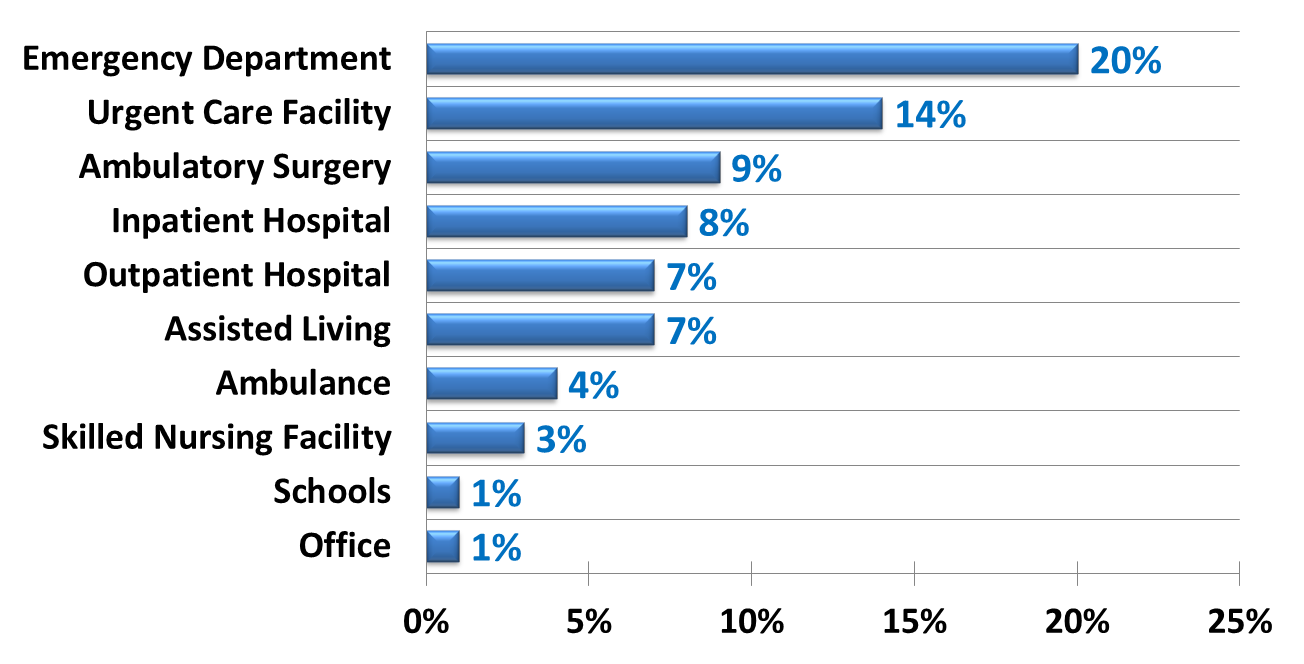 Emergency Department 20%
Urgent Care Facility 14%
Ambulatory Surgery 9%
Inpatient Hospital 8%
Outpatient Hospital 7%
Assisted Living 7%
Ambulance 4%
Skilled Nursing Facility 3%
Schools 1%
Office 1%
0% 5% 10% 15% 20% 25%